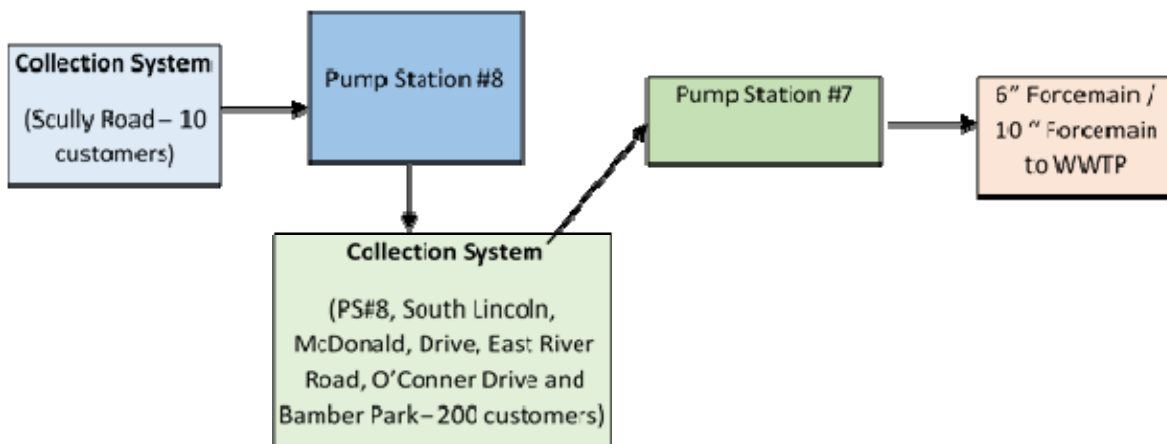 Collection System
(Scully Road – 10
customers)
Pump Station #8
Collection System
(PS#8, South Lincoln,
McDonald, Drive, East River
Road, O'Conner Drive and
Bamber Park – 200 customers)
Pump Station #7
6" Forcemain /
10 " Forcemain
to WWTP